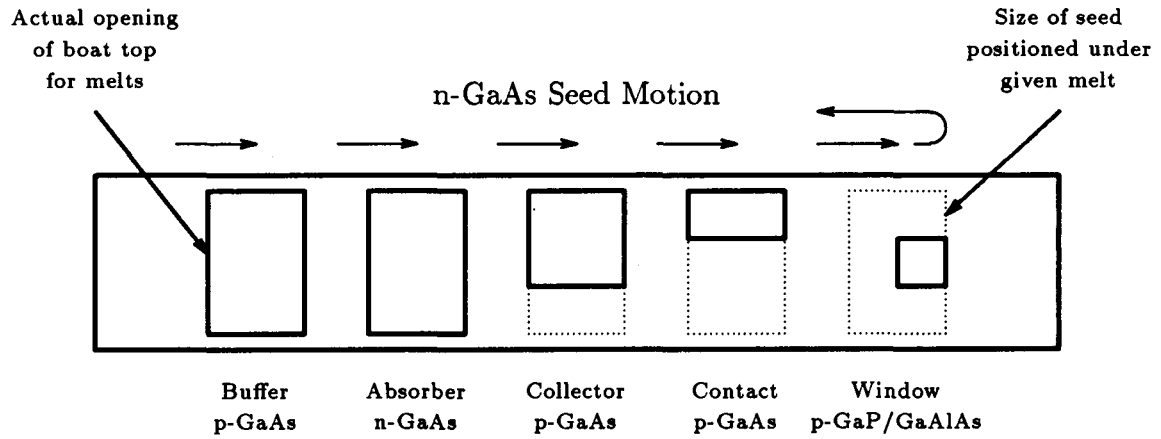 Actual opening
of boat top
for melts
Size of seed
positioned under
given melt
n-GaAs Seed Motion
Buffer
p-GaAs
Absorber
n-GaAs
Collector
p-GaAs
Contact
p-GaAs
Window
p-GaP/GaAlAs